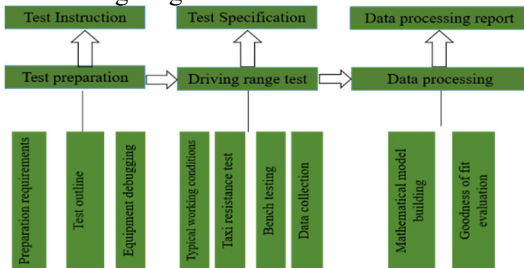 Test Instruction
Test Specification
Data processing report
Test preparation
Driving range test
Data processing
Preparation requirements
Test outline
Equipment debugging
Typical working conditions
Taxi resistance test
Bench testing
Data collection
Mathematical model
building
Goodness of fit
evaluation